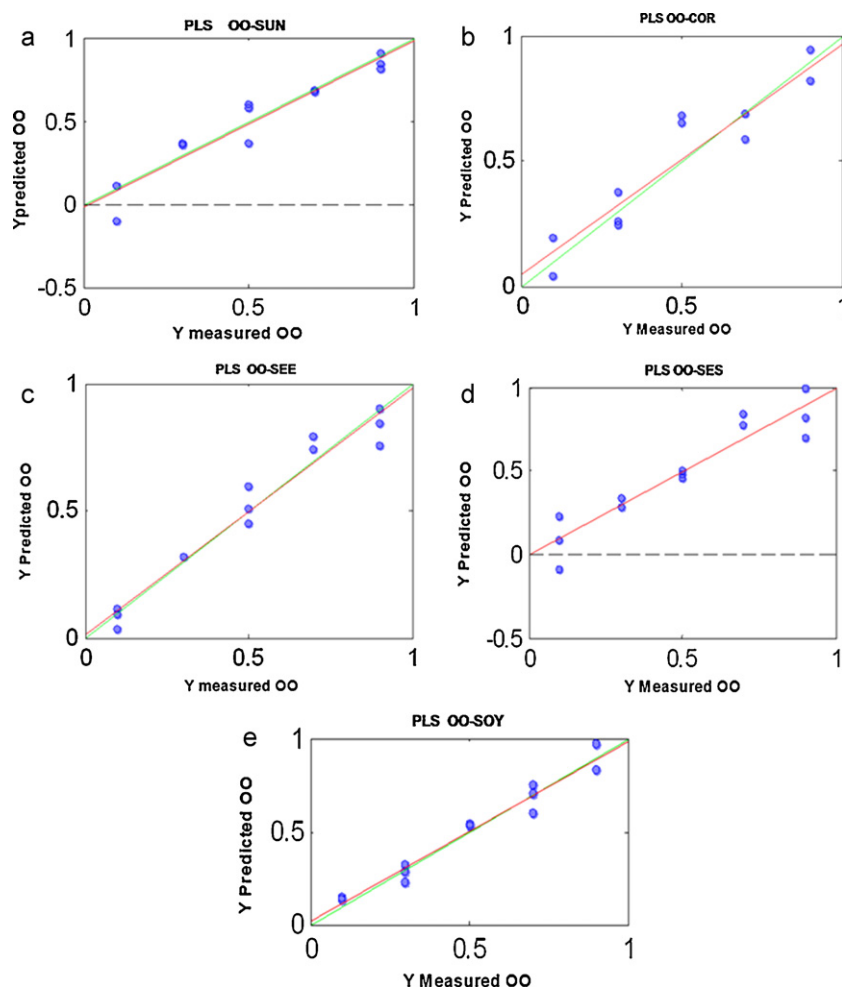 a
PLS OO-SUN
1
0.5
0
-0.5
0
0.5
1
Ypredicted OO
Y measured OO
b
PLS OO-COR
1
0.5
0
0
0.5
1
Y Predicted OO
Y Measured OO
c
PLS OO-SEE
1
0.5
0
0
0.5
1
Y Predicted OO
Y measured OO
d
PLS OO-SES
1
0.5
0
-0.5
0
0.5
1
Y Predicted OO
Y Measured OO
e
PLS OO-SOY
1
0.5
0
0
0.5
1
Y Predicted OO
Y Measured OO